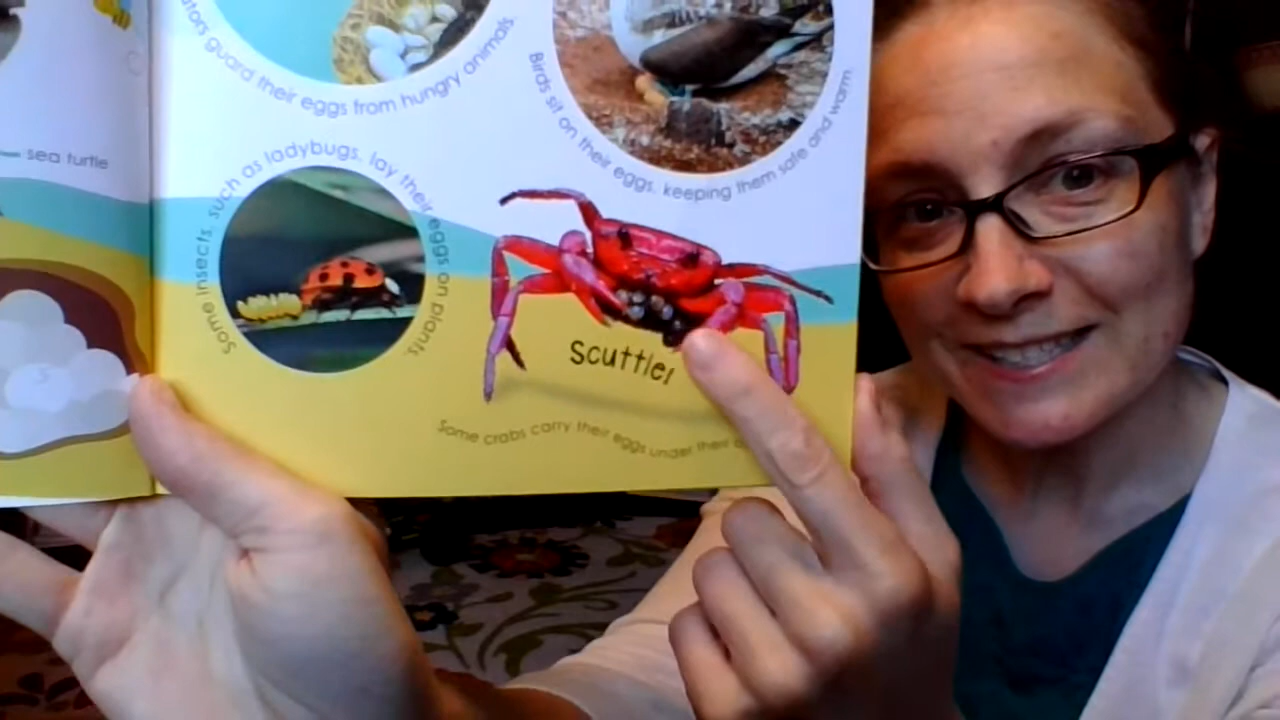 guard their eggs from hungry animals
Birds sit on their eggs, keeping them safe and warm
sea turtle
Some insects, such as ladybugs, lay their eggs on plants.
Scuttle!
Some crabs carry their eggs under their